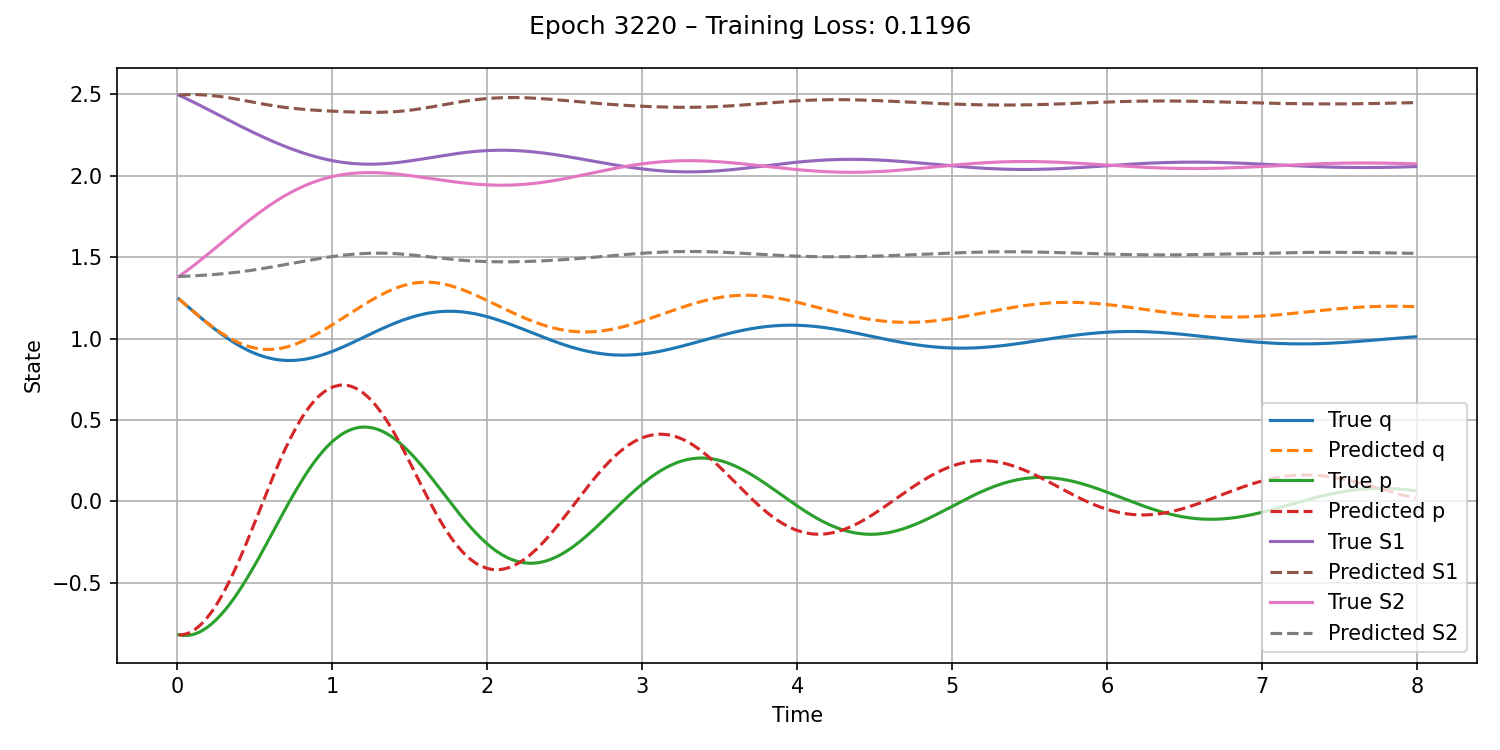 Epoch 3220 – Training Loss: 0.1196
2.5
2.0
1.5
1.0
0.5
0.0
−0.5
State
0 1 2 3 4 5 6 7 8
Time
True q
Predicted q
True p
Predicted p
True S1
Predicted S1
True S2
Predicted S2